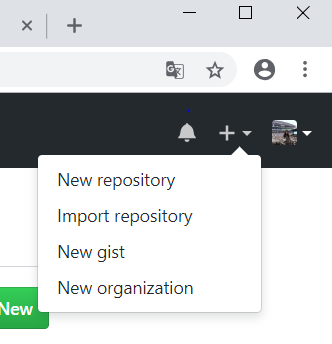 New repository
Import repository
New gist
New organization
New